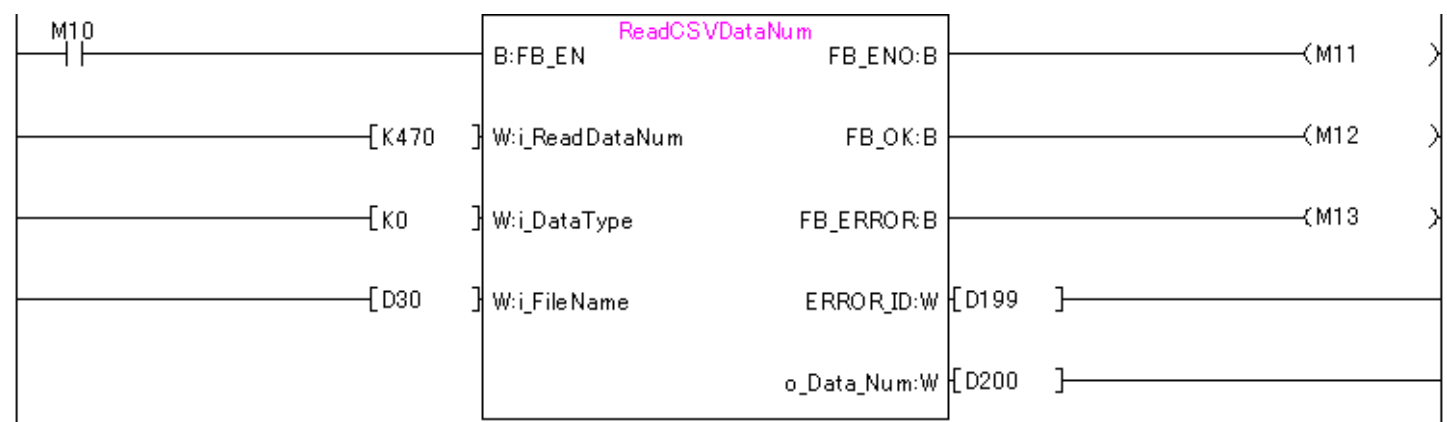 M10
ReadCSVDataNum
B:FB_EN FB_ENO:B M11
K470 W:i_ReadDataNum FB_OK:B M12
K0 W:i_DataType FB_ERROR:B M13
D30 W:i_FileName ERROR_ID:W D199
o_Data_Num:W D200